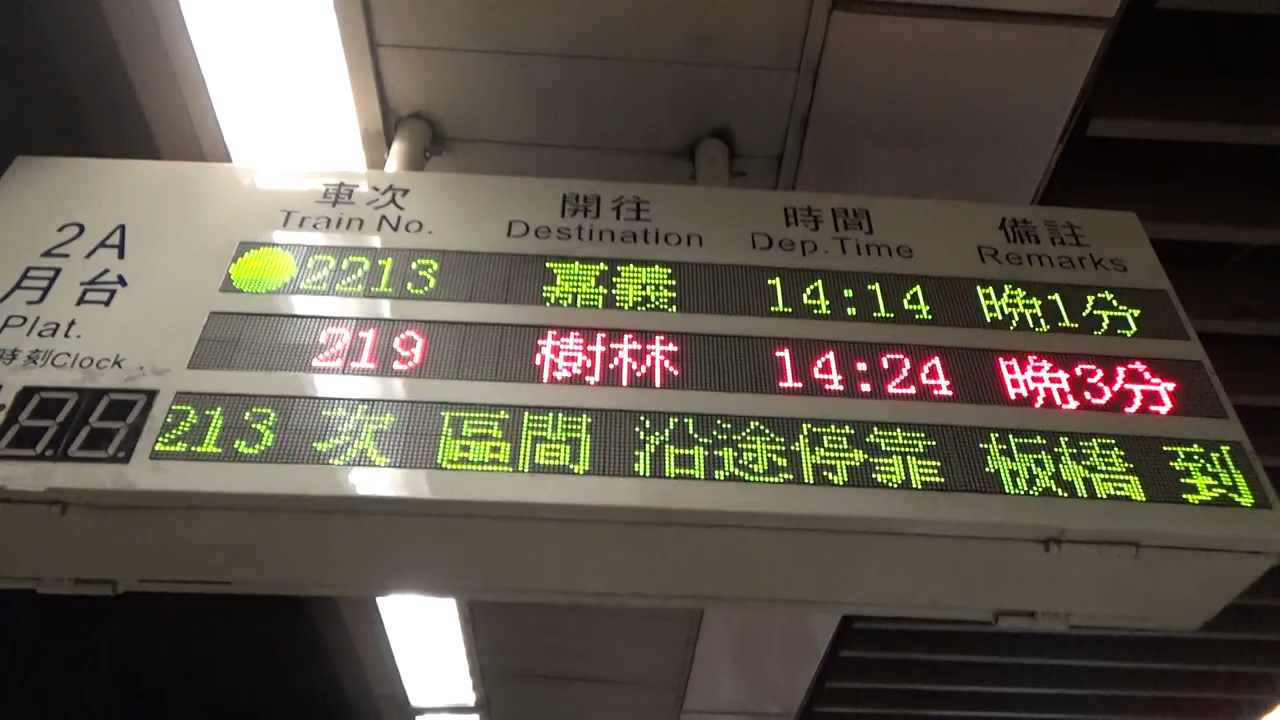 2A
月台
Plat.
時刻Clock
車次 開往 時間 備註
Train No. Destination Dep.Time Remarks
2213 嘉義 14:14 晚1分
219 樹林 14:24 晚3分
213 次 區間 沿途停靠 板橋 到